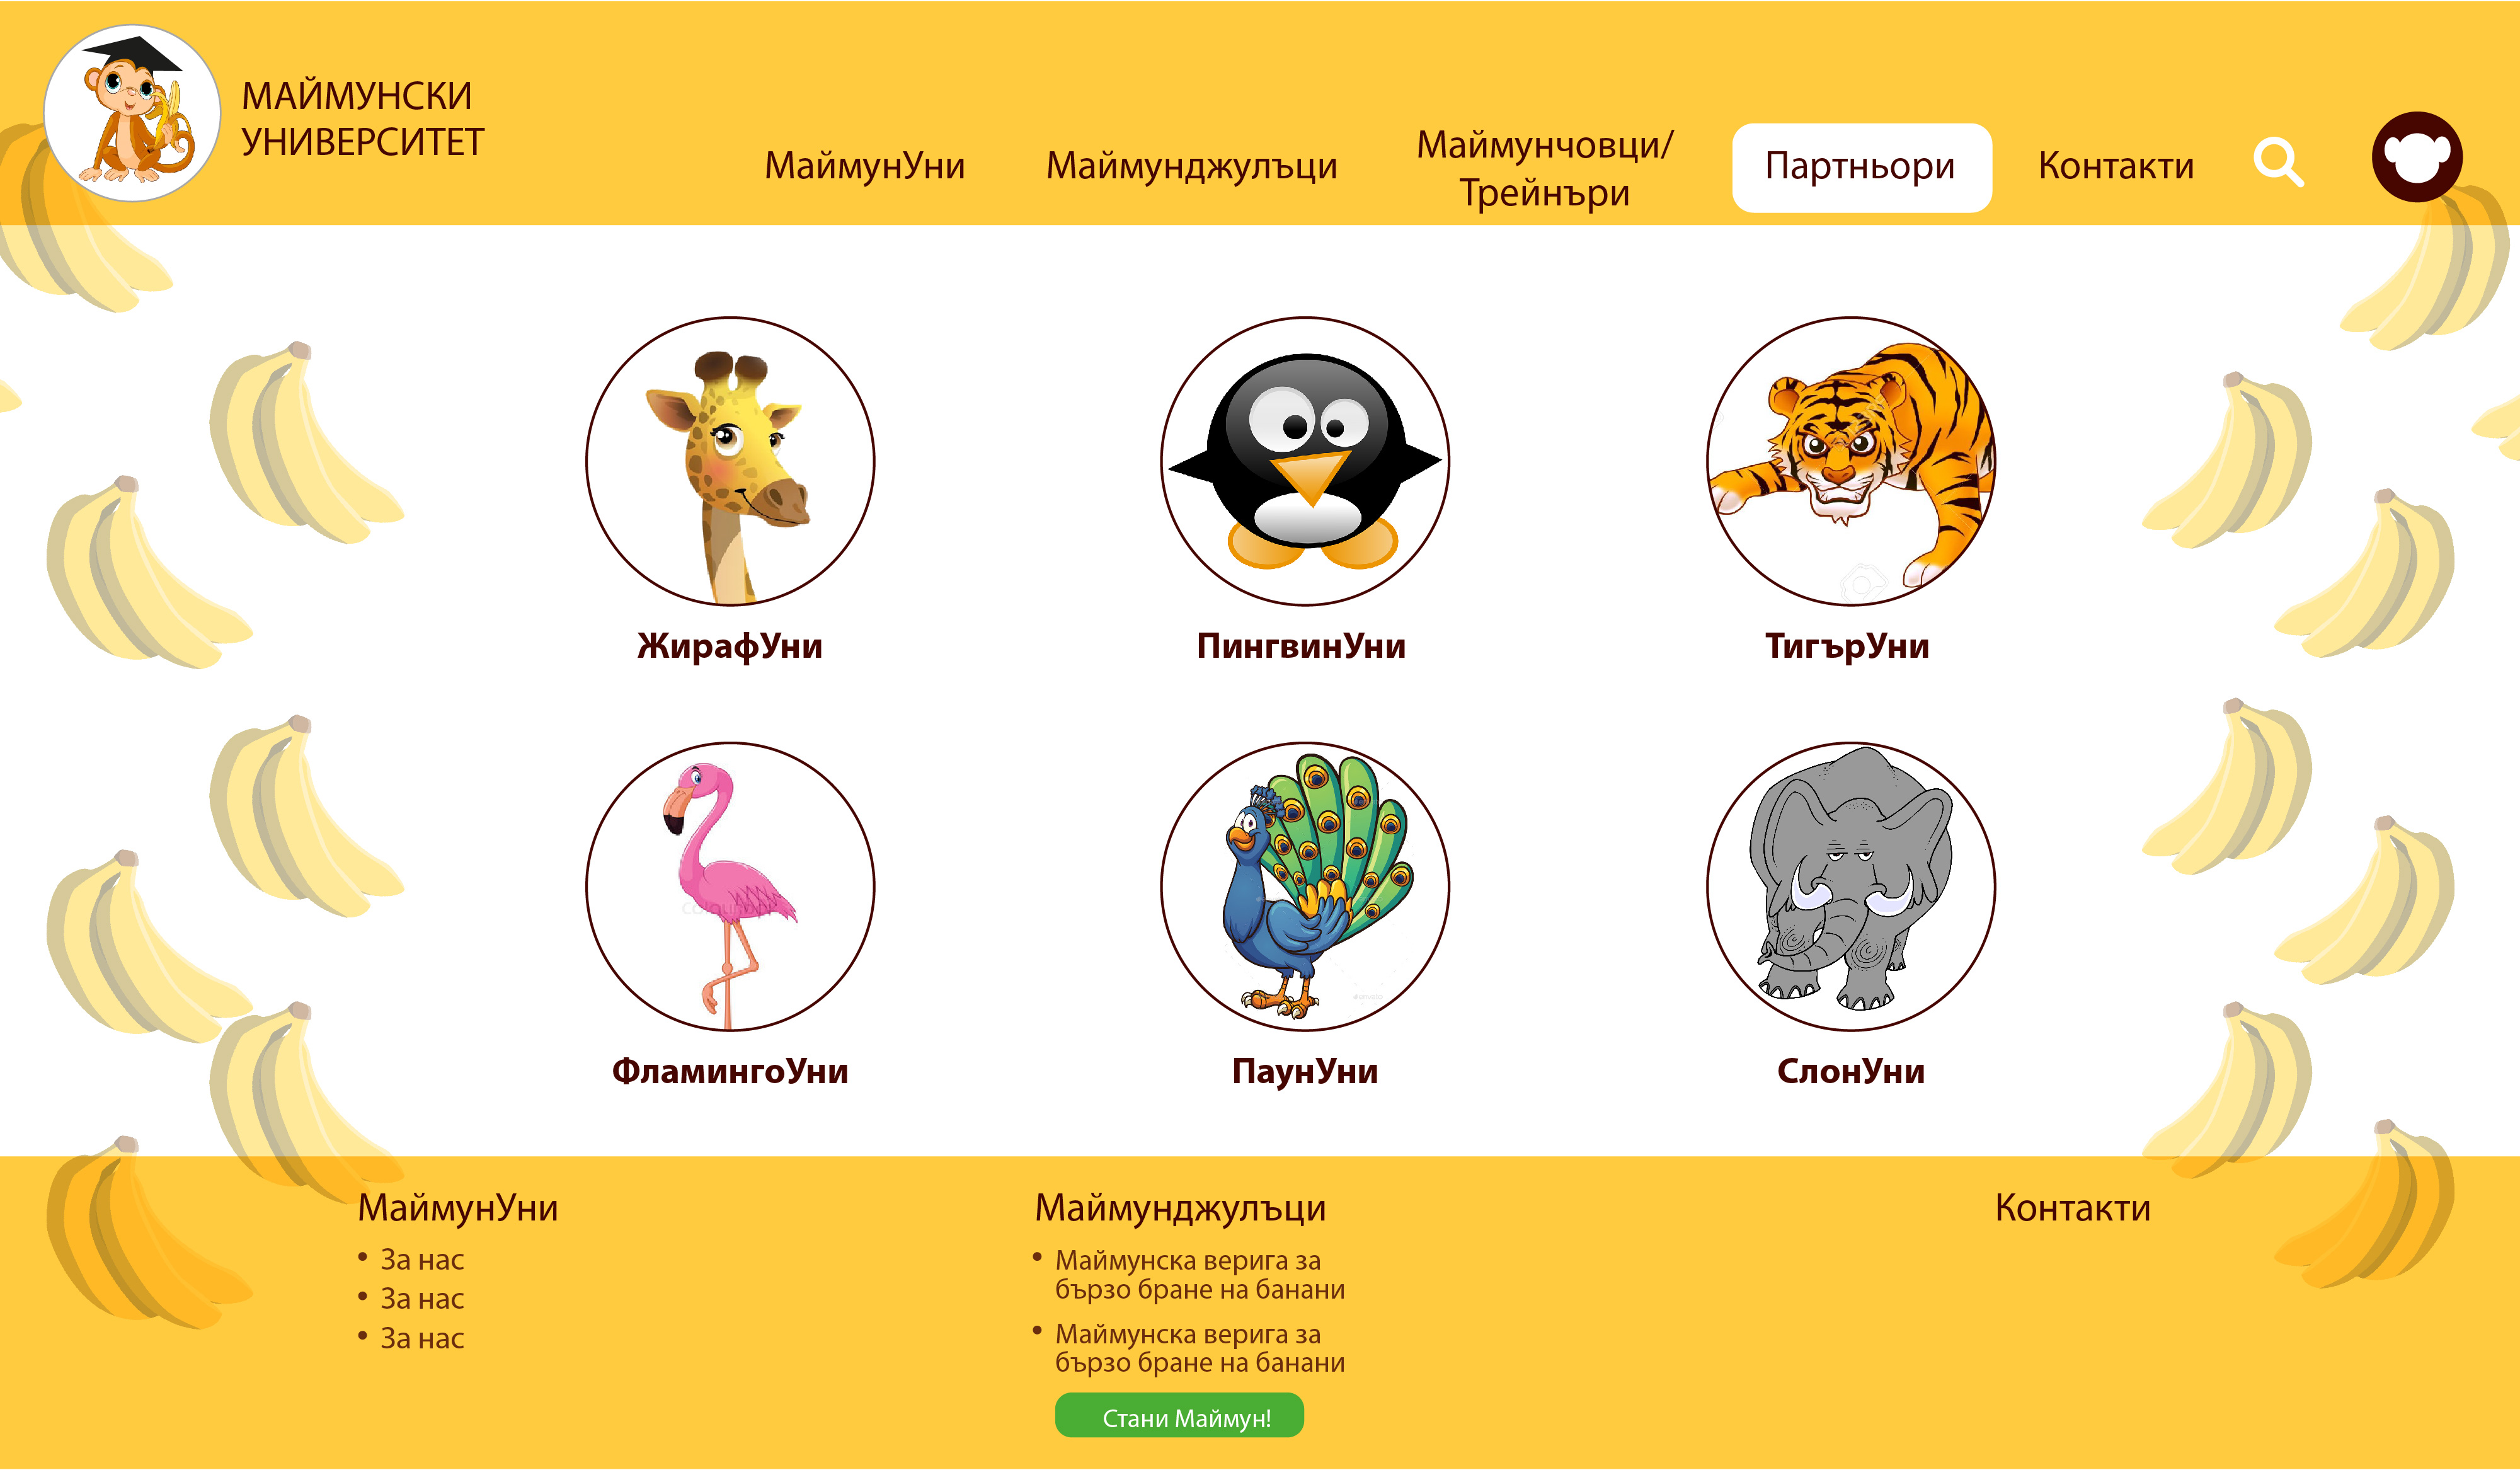 МАЙМУНСКИ
УНИВЕРСИТЕТ
МаймунУни
Маймунджулъци
Маймунчовци/
Трейнъри
Партньори
Контакти
ЖирафУни
ПингвинУни
ТигърУни
ФламингоУни
ПаунУни
СлонУни
МаймунУни
• За нас
• За нас
• За нас
Маймунджулъци
• Маймунска верига за
бързо бране на банани
• Маймунска верига за
бързо бране на банани
Стани Маймун!
Контакти